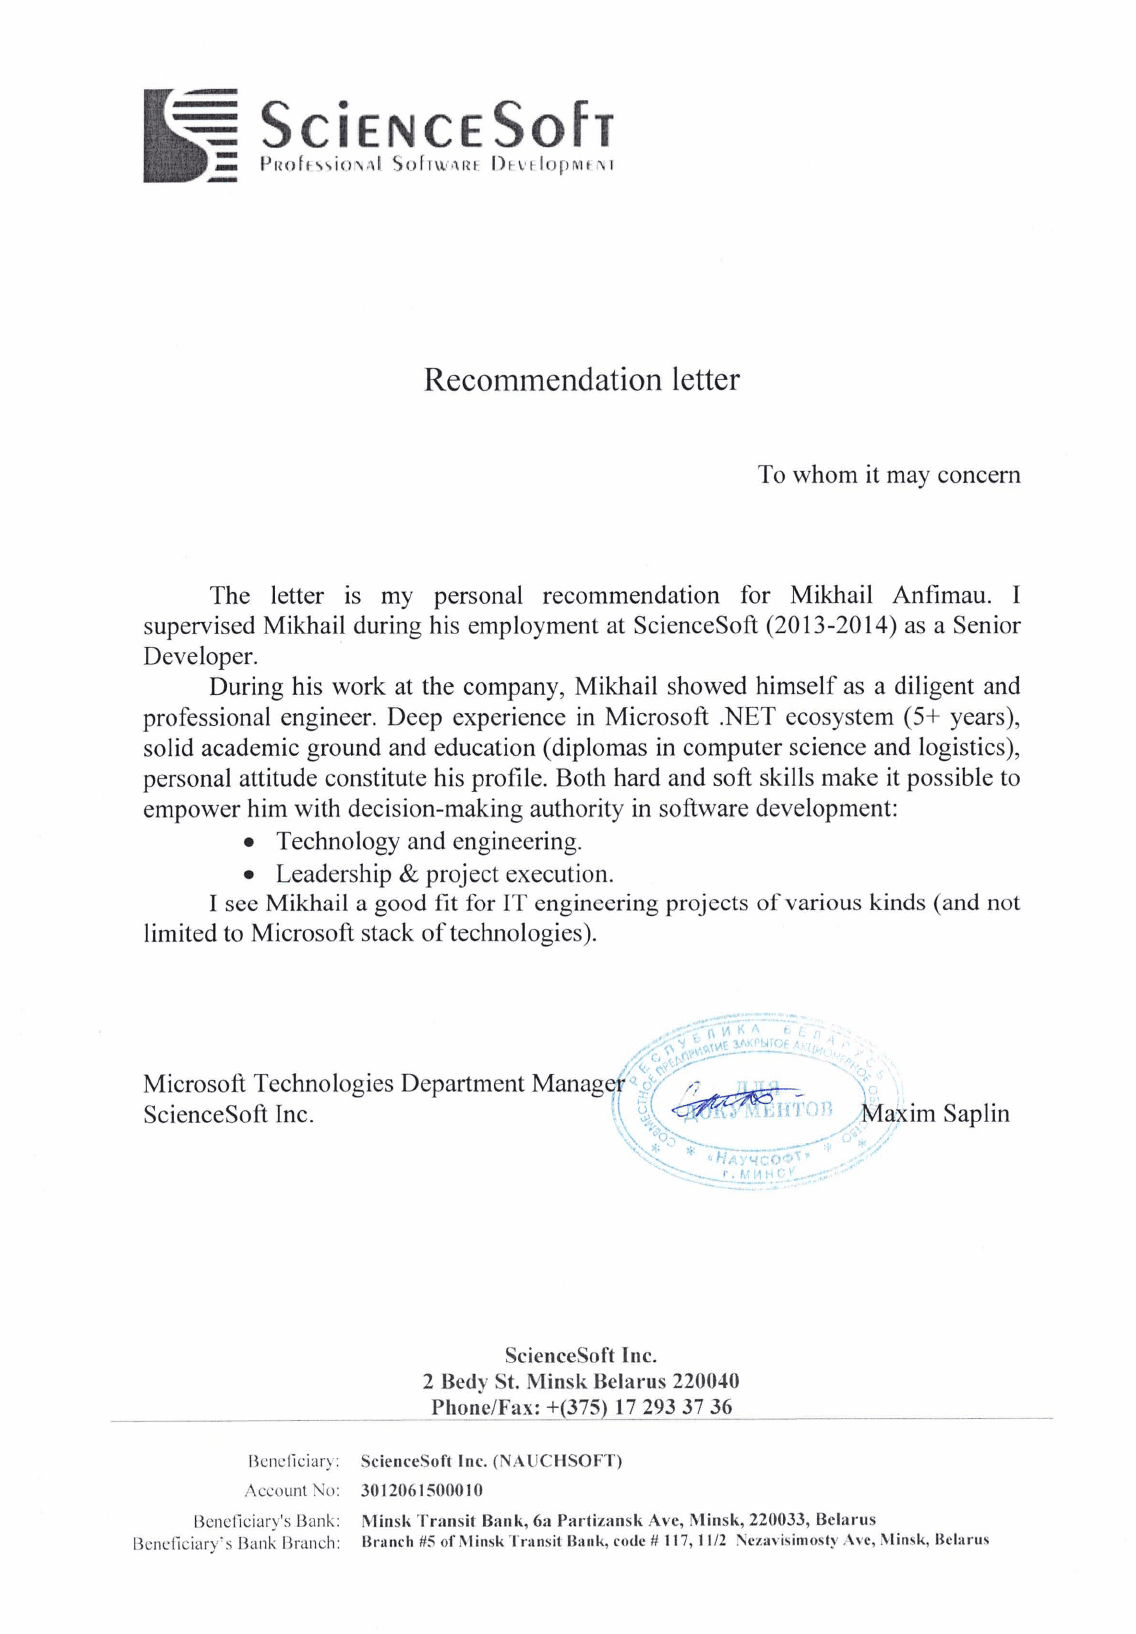 ScienceSoft
Professional Software Development
Recommendation letter
To whom it may concern
The letter is my personal recommendation for Mikhail Anfimau. I
supervised Mikhail during his employment at ScienceSoft (2013-2014) as a Senior
Developer.
During his work at the company, Mikhail showed himself as a diligent and
professional engineer. Deep experience in Microsoft .NET ecosystem (5+ years),
solid academic ground and education (diplomas in computer science and logistics),
personal attitude constitute his profile. Both hard and soft skills make it possible to
empower him with decision-making authority in software development:
• Technology and engineering.
• Leadership & project execution.
I see Mikhail a good fit for IT engineering projects of various kinds (and not
limited to Microsoft stack of technologies).
РЕСПУБЛИКА БЕЛАРУСЬ
СОВМЕСТНОЕ ПРЕДПРИЯТИЕ ЗАКРЫТОЕ АКЦИОНЕРНОЕ
Microsoft Technologies Department Manager
ДЛЯ
ДОКУМЕНТОВ
ScienceSoft Inc.
Maxim Saplin
«НАУЧСОФТ»
г. МИНСК
ScienceSoft Inc.
2 Bedy St. Minsk Belarus 220040
Phone/Fax: +(375) 17 293 37 36
Beneficiary: ScienceSoft Inc. (NAUCHSOFT)
Account No: 3012061500010
Beneficiary's Bank: Minsk Transit Bank, 6a Partizansk Ave, Minsk, 220033, Belarus
Beneficiary's Bank Branch: Branch #5 of Minsk Transit Bank, code # 117, 11/2 Nezavisimosty Ave, Minsk, Belarus